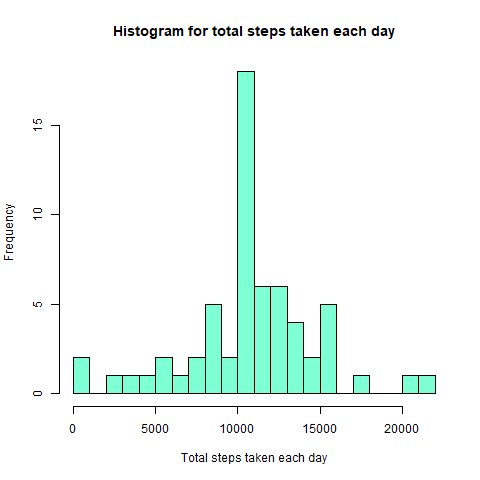 Histogram for total steps taken each day
Frequency
15
10
5
0
0 5000 10000 15000 20000
Total steps taken each day